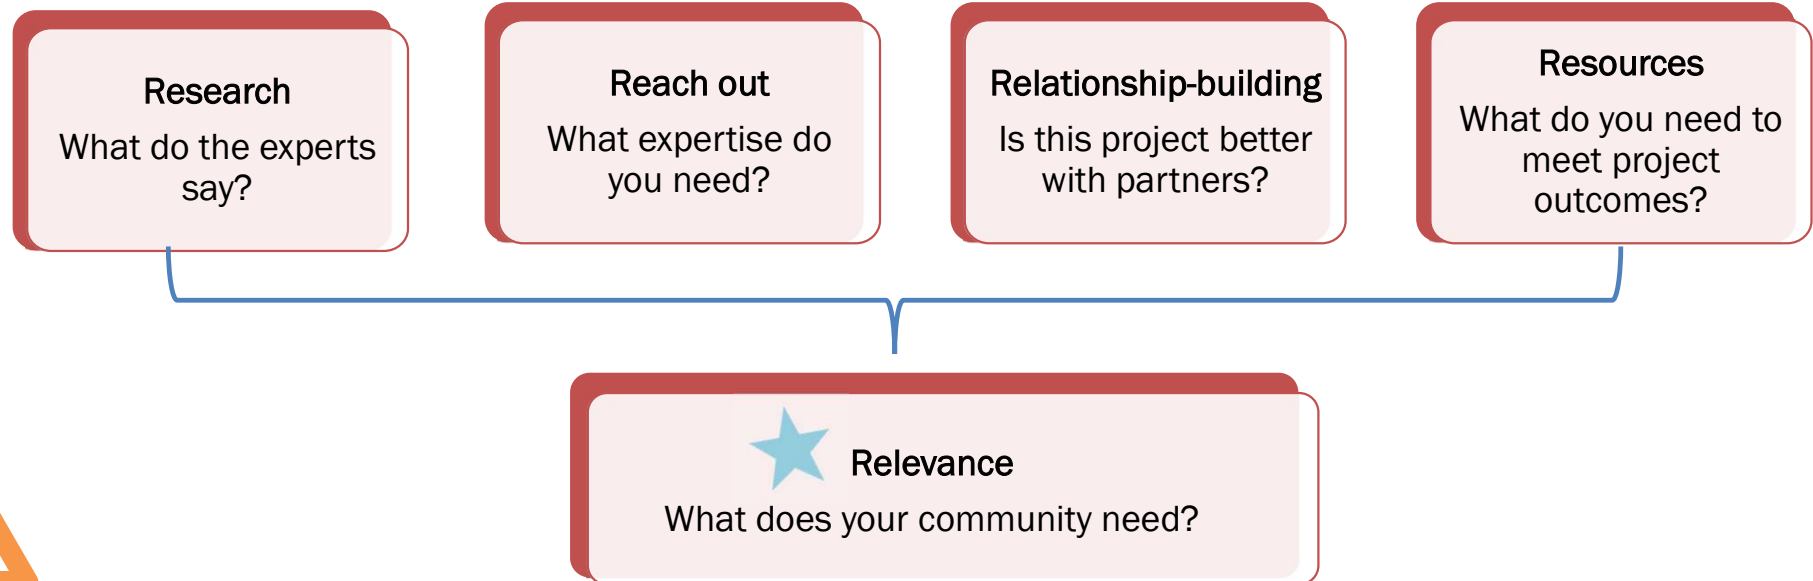 Research
What do the experts
say?
Reach out
What expertise do
you need?
Relationship-building
Is this project better
with partners?
Resources
What do you need to
meet project
outcomes?
Relevance
What does your community need?